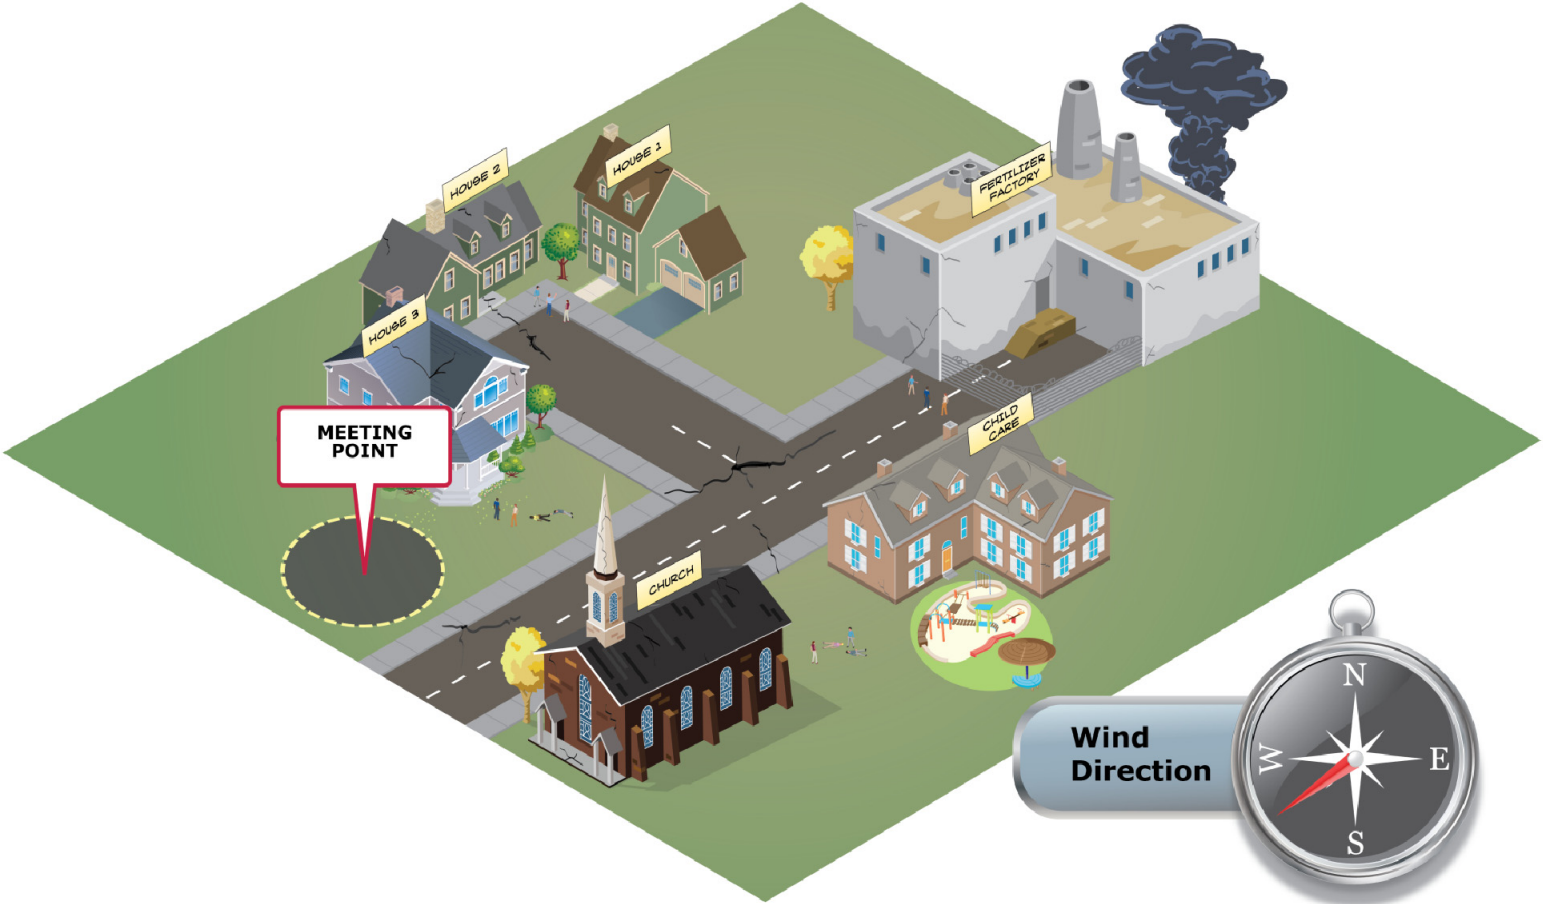 HOUSE 1
HOUSE 2
FERTILIZER
FACTORY
HOUSE 3
MEETING
POINT
CHILD
CARE
CHURCH
Wind
Direction
N
W
E
S